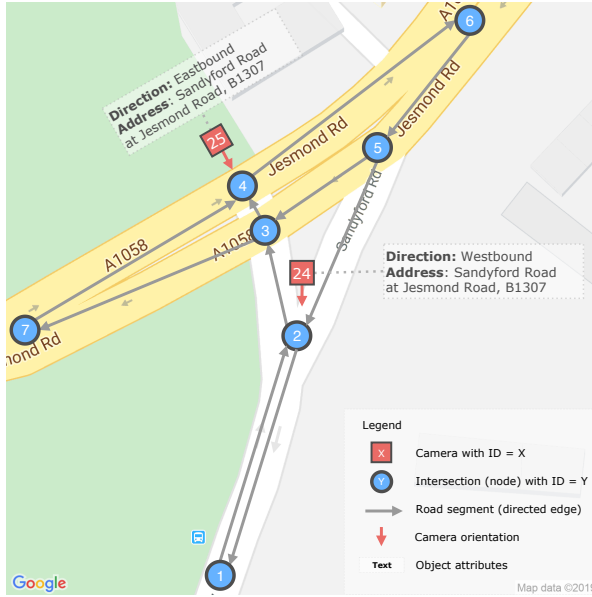 6
A10
Direction: Eastbound
Address: Sandyford Road
at Jesmond Road, B1307
Jesmond Rd
25
Jesmond Rd
5
4
Sandyford Rd
3
A1058
A1058
Direction: Westbound
Address: Sandyford Road
at Jesmond Road, B1307
24
7
mond Rd
2
Legend
X
Camera with ID = X
Y
Intersection (node) with ID = Y
Road segment (directed edge)
Camera orientation
Text
Object attributes
1
Google
Map data ©2019